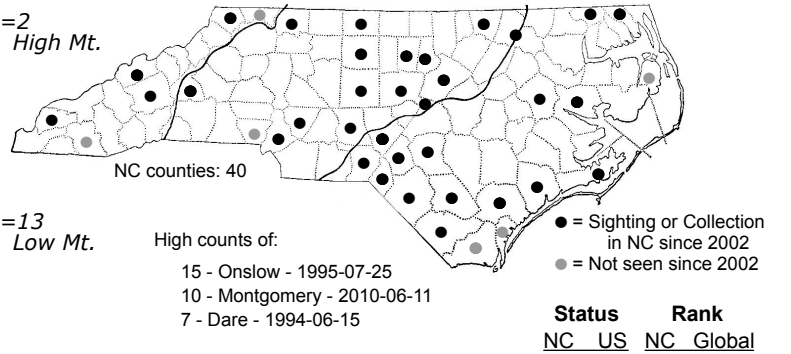 =2
High Mt.
NC counties: 40
=13
Low Mt.
High counts of:
15 - Onslow - 1995-07-25
10 - Montgomery - 2010-06-11
7 - Dare - 1994-06-15
= Sighting or Collection
in NC since 2002
= Not seen since 2002
Status Rank
NC US NC Global